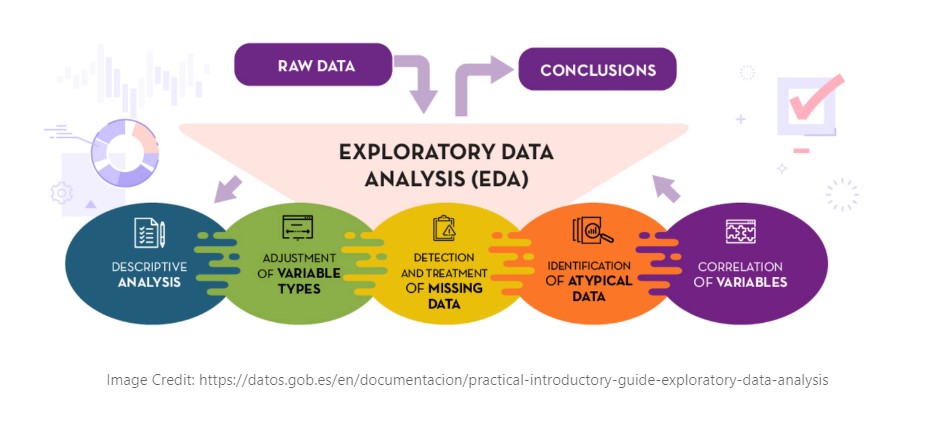 RAW DATA
CONCLUSIONS
EXPLORATORY DATA
ANALYSIS (EDA)
DESCRIPTIVE
ANALYSIS
ADJUSTMENT
OF VARIABLE
TYPES
DETECTION
AND TREATMENT
OF MISSING
DATA
IDENTIFICATION
OF ATYPICAL
DATA
CORRELATION
OF VARIABLES
Image Credit: https://datos.gob.es/en/documentacion/practical-introductory-guide-exploratory-data-analysis